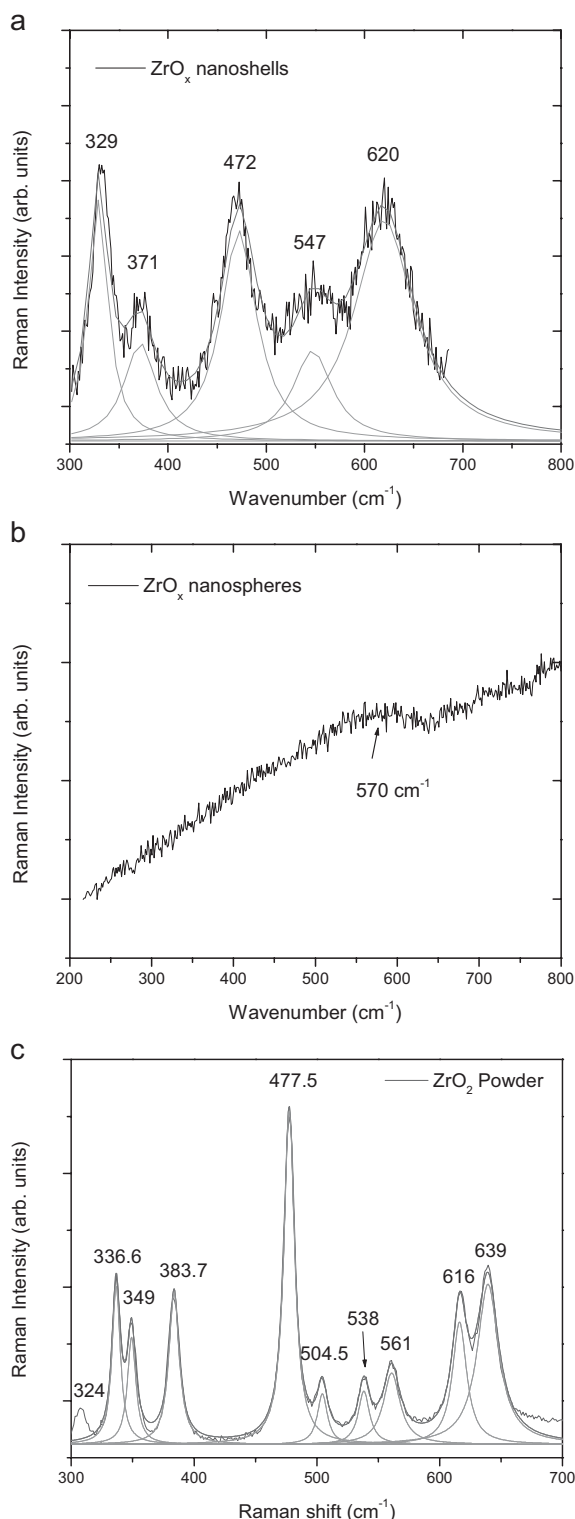 a
ZrOₓ nanoshells
329
472
620
371
547
Raman Intensity (arb. units)
300 400 500 600 700 800
Wavenumber (cm⁻¹)
b
ZrOₓ nanospheres
570 cm⁻¹
Raman Intensity (arb. units)
200 300 400 500 600 700 800
Wavenumber (cm⁻¹)
c
477.5
ZrO₂ Powder
336.6
349
383.7
639
616
538
561
504.5
324
Raman Intensity (arb. units)
300 400 500 600 700
Raman shift (cm⁻¹)